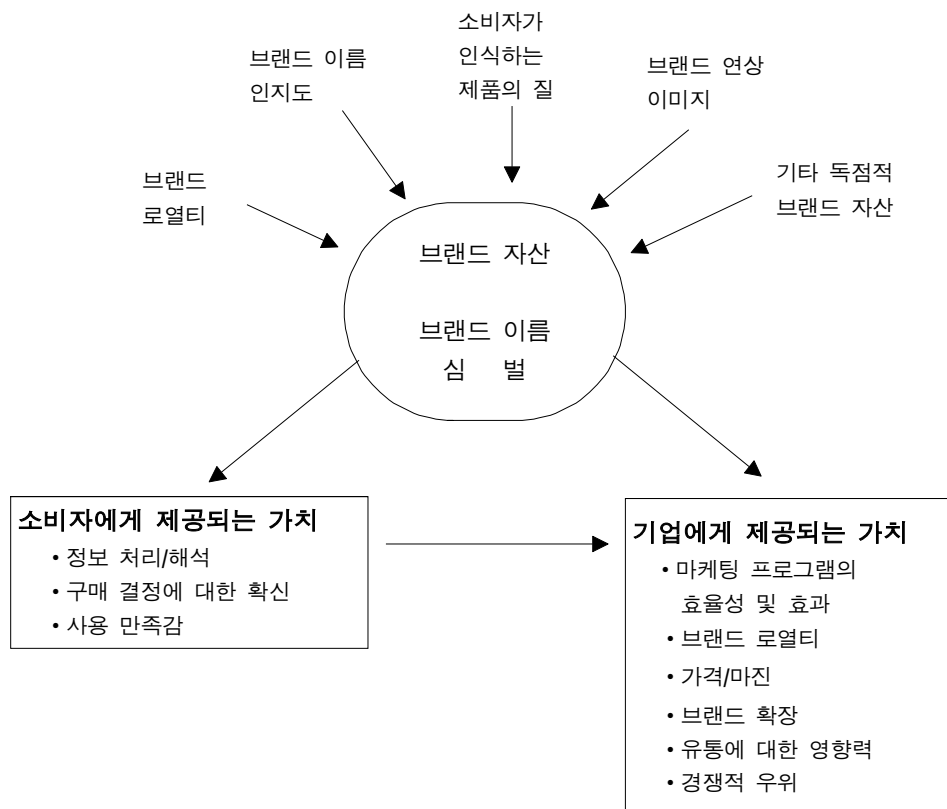 소비자가
인식하는
제품의 질
브랜드 이름
인지도
브랜드 연상
이미지
브랜드
로열티
기타 독점적
브랜드 자산
브랜드 자산
브랜드 이름
심 벌
소비자에게 제공되는 가치
• 정보 처리/해석
• 구매 결정에 대한 확신
• 사용 만족감
기업에게 제공되는 가치
• 마케팅 프로그램의
효율성 및 효과
• 브랜드 로열티
• 가격/마진
• 브랜드 확장
• 유통에 대한 영향력
• 경쟁적 우위